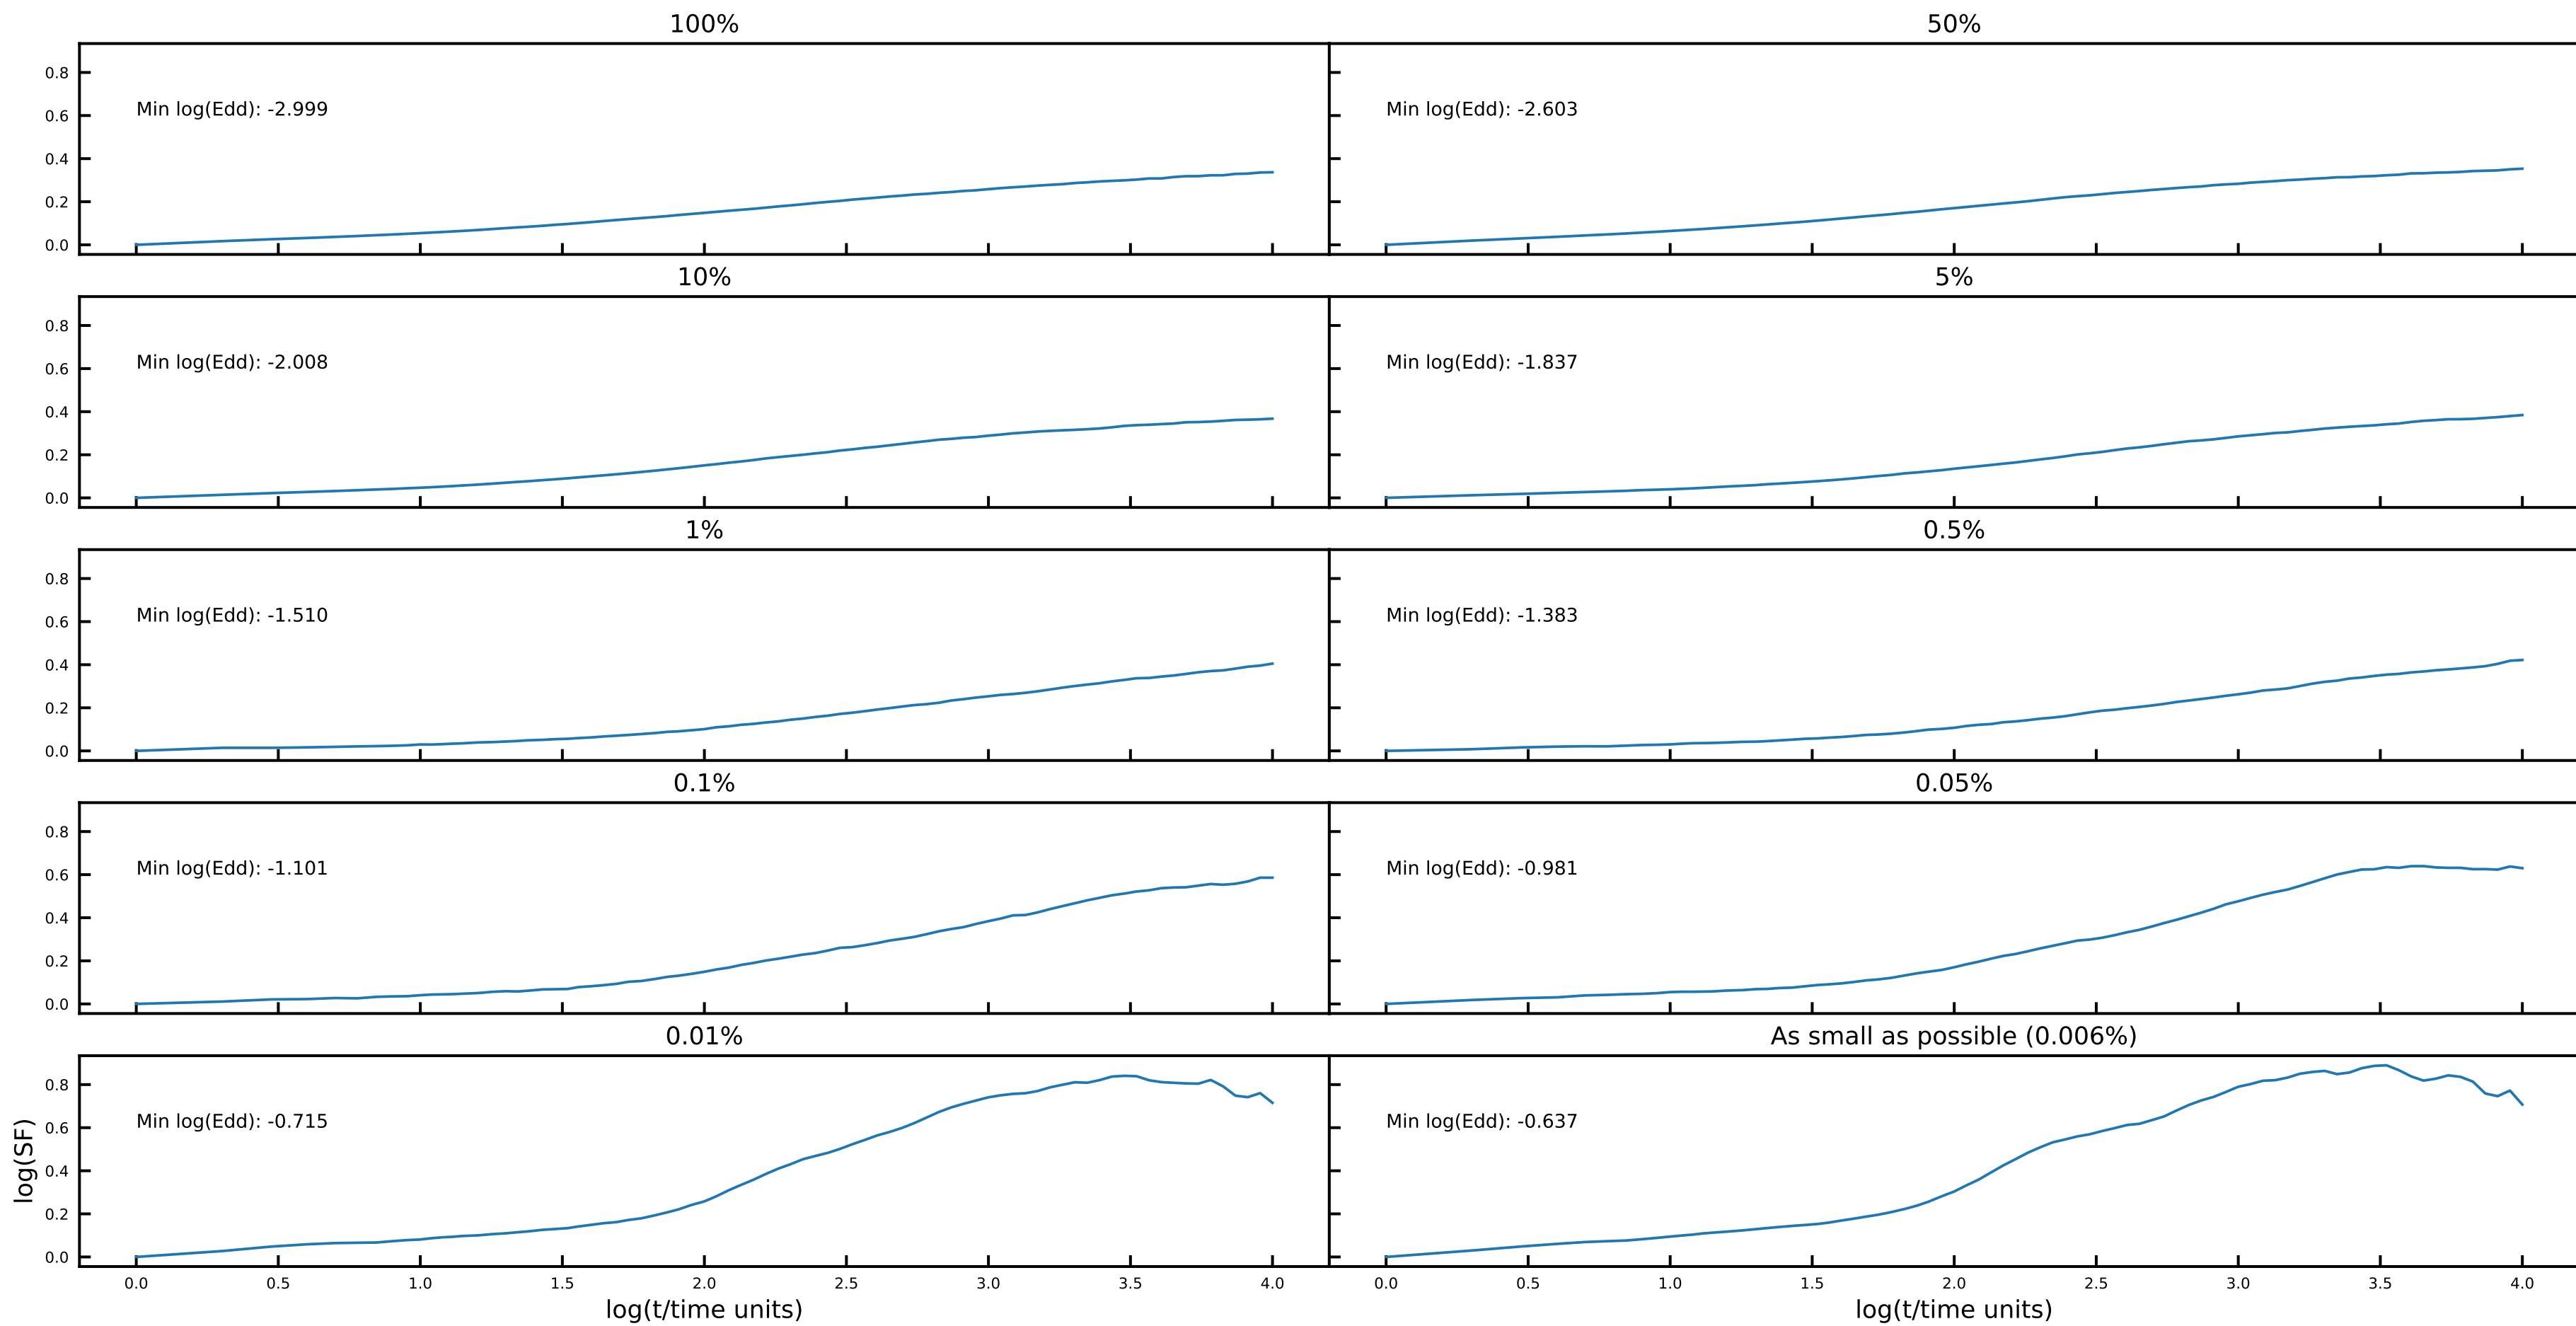 100%
50%
0.8
0.6
0.4
0.2
0.0
Min log(Edd): -2.999
Min log(Edd): -2.603
10%
5%
0.8
0.6
0.4
0.2
0.0
Min log(Edd): -2.008
Min log(Edd): -1.837
1%
0.5%
0.8
0.6
0.4
0.2
0.0
Min log(Edd): -1.510
Min log(Edd): -1.383
0.1%
0.05%
0.8
0.6
0.4
0.2
0.0
Min log(Edd): -1.101
Min log(Edd): -0.981
0.01%
As small as possible (0.006%)
log(SF)
0.8
0.6
0.4
0.2
0.0
Min log(Edd): -0.715
Min log(Edd): -0.637
0.0 0.5 1.0 1.5 2.0 2.5 3.0 3.5 4.0
0.0 0.5 1.0 1.5 2.0 2.5 3.0 3.5 4.0
log(t/time units)
log(t/time units)